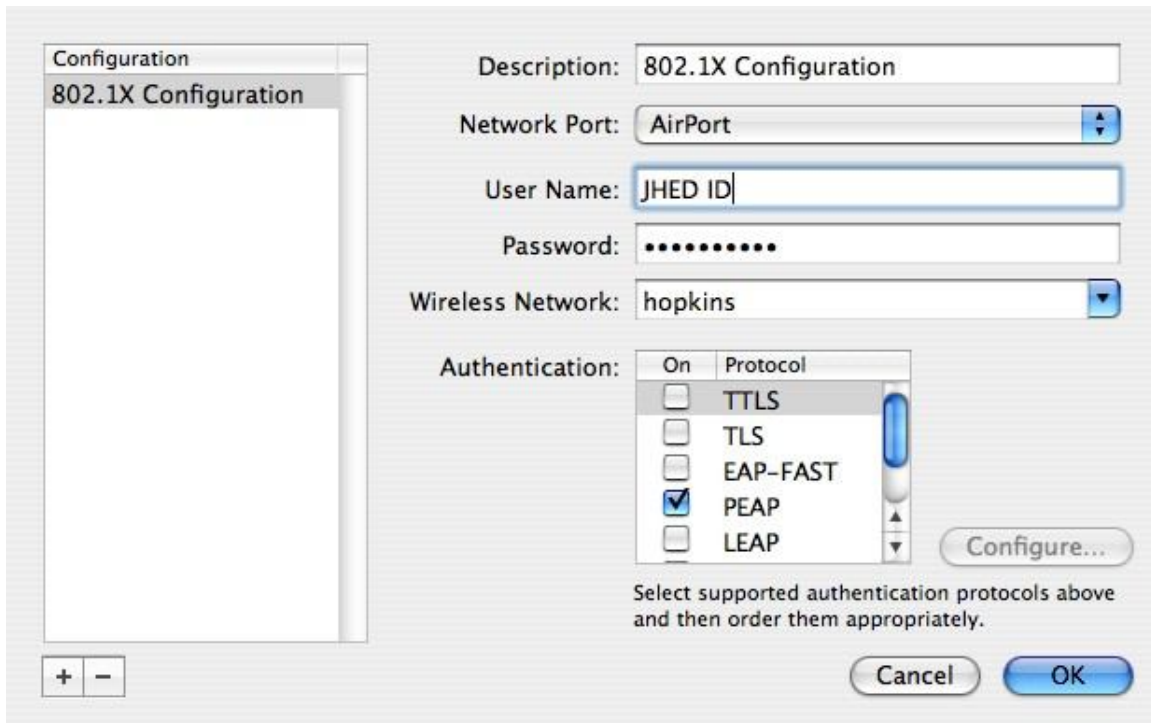 Configuration
802.1X Configuration
Description: 802.1X Configuration
Network Port: AirPort
User Name: JHED ID
Password: ••••••••••
Wireless Network: hopkins
Authentication: On Protocol
TTLS
TLS
EAP-FAST
PEAP
LEAP
Configure...
Select supported authentication protocols above
and then order them appropriately.
+ −
Cancel OK